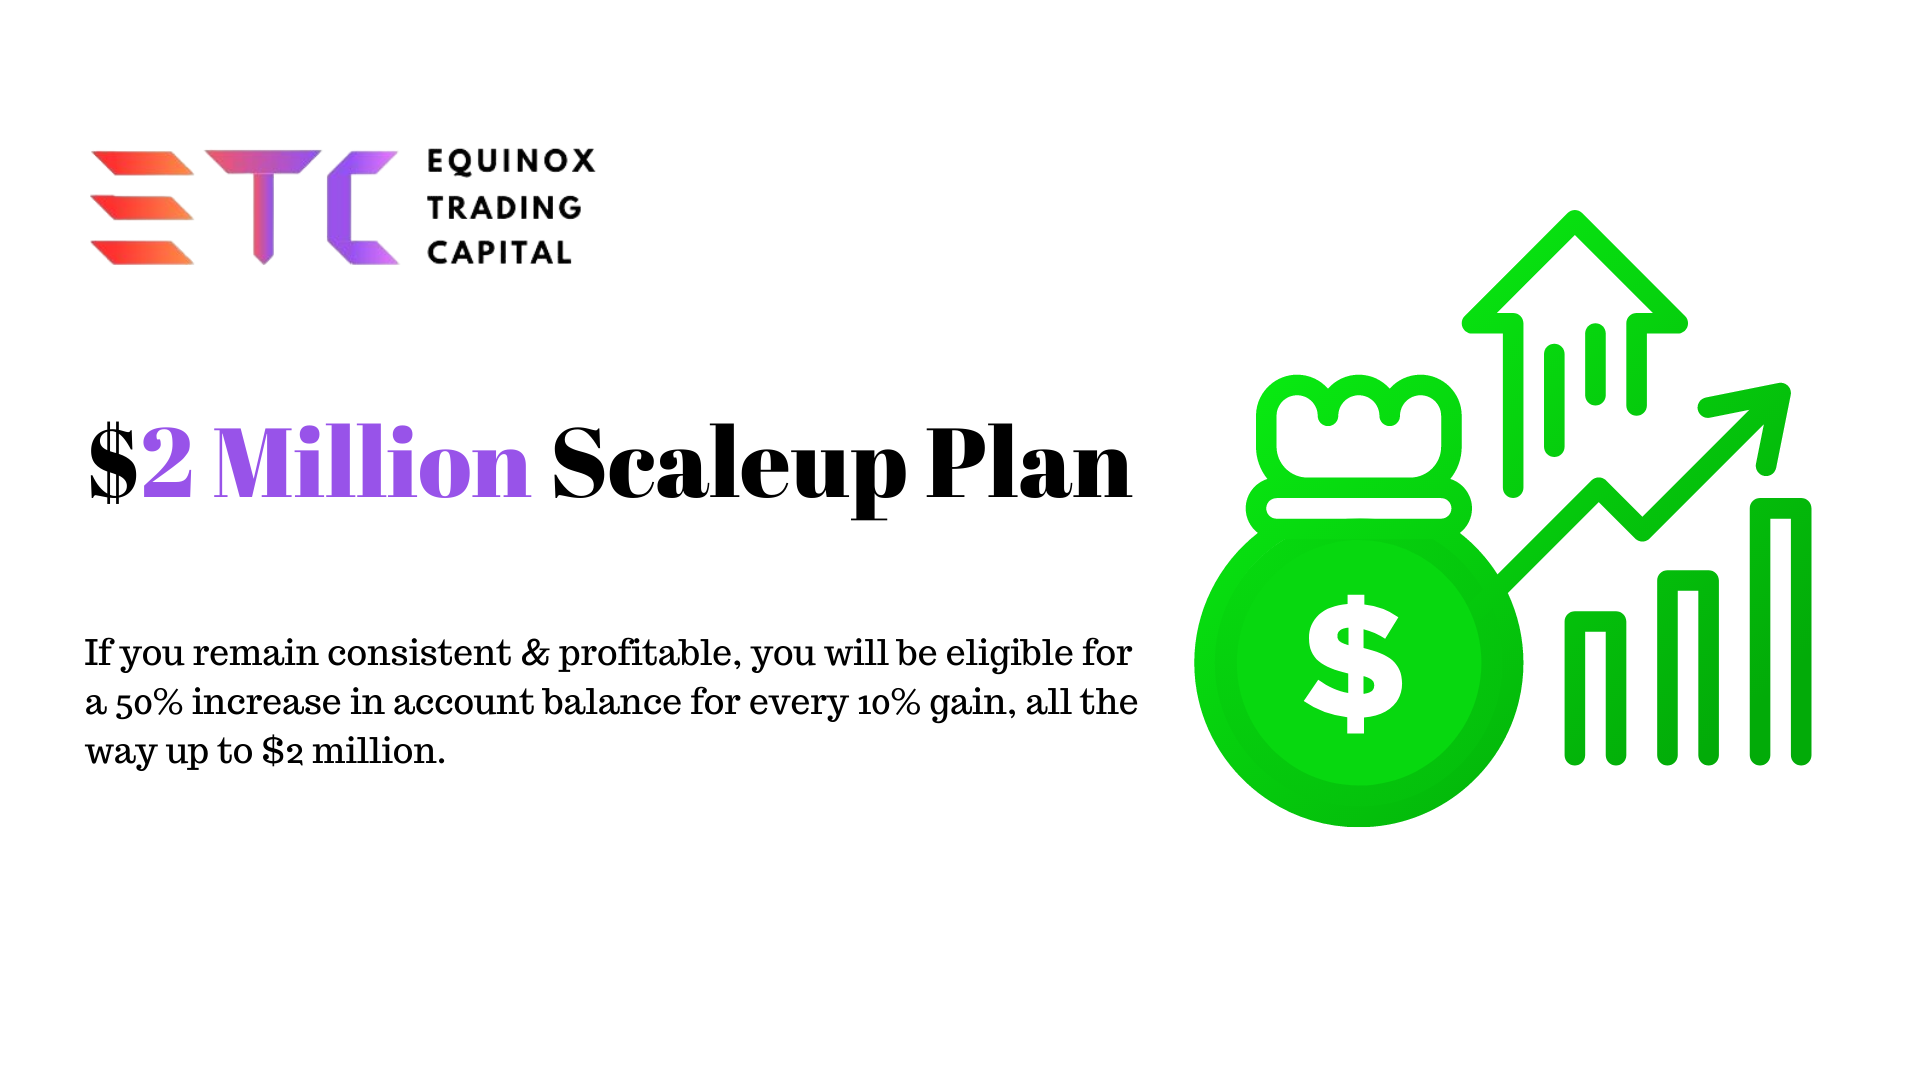 ETC
EQUINOX
TRADING
CAPITAL
$2 Million Scaleup Plan
If you remain consistent & profitable, you will be eligible for
a 50% increase in account balance for every 10% gain, all the
way up to $2 million.
$